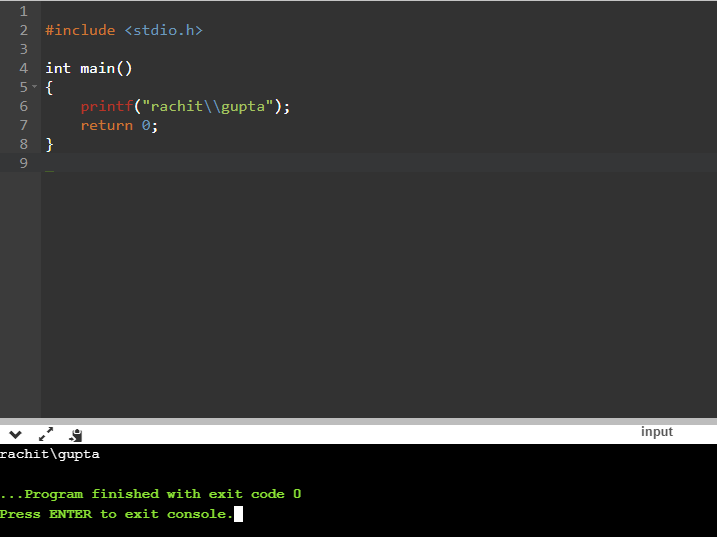 1
2 #include <stdio.h>
3
4 int main()
5 {
6     printf("rachit\\gupta");
7     return 0;
8 }
9
input
rachit\gupta
...Program finished with exit code 0
Press ENTER to exit console.